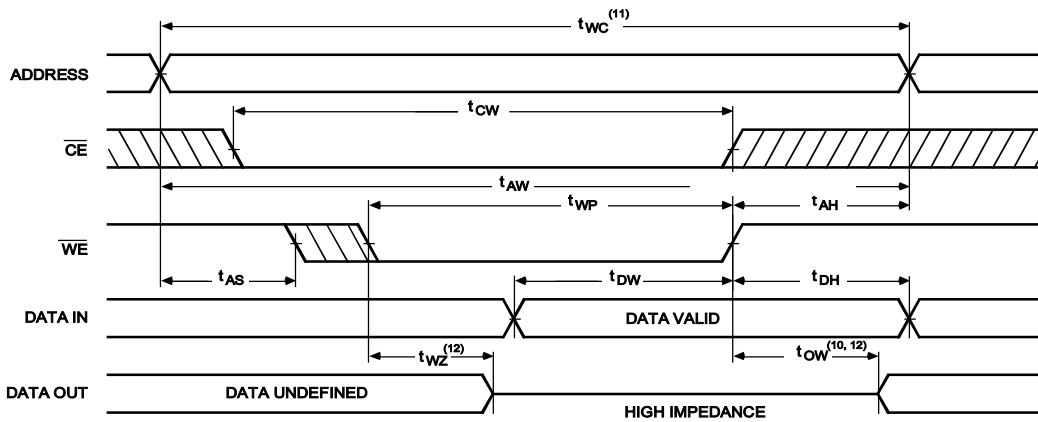 tWC(11)
ADDRESS
tCW
CE
tAW
tWP
tAH
WE
tAS
tDW
tDH
DATA IN
DATA VALID
tWZ(12)
tOW(10, 12)
DATA OUT
DATA UNDEFINED
HIGH IMPEDANCE